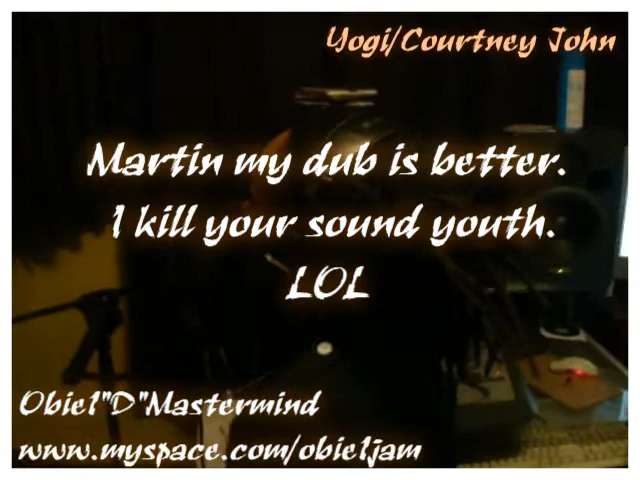 Yogi/Courtney John
Martin my dub is better.
I kill your sound youth.
LOL
Obie1"D"Mastermind
www.myspace.com/obie1jam